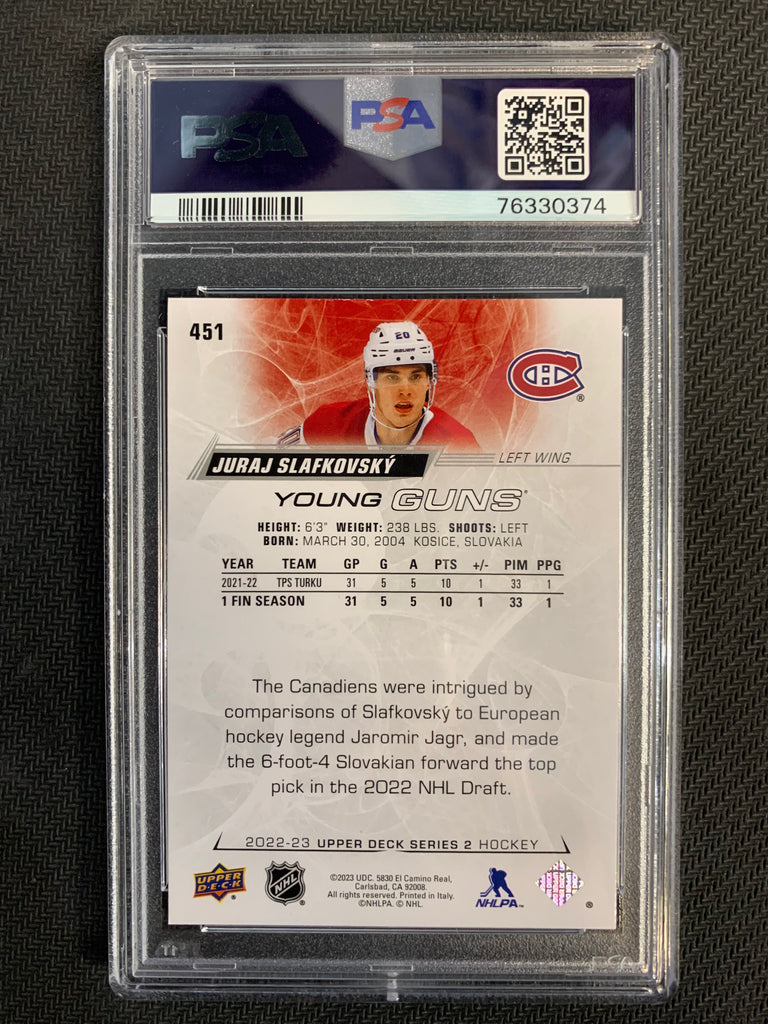 PSA
PSA
76330374
451
20
BAUER
C H ®
JURAJ SLAFKOVSKÝ
LEFT WING
YOUNG GUNS®
HEIGHT: 6'3" WEIGHT: 238 LBS. SHOOTS: LEFT
BORN: MARCH 30, 2004 KOSICE, SLOVAKIA
YEAR TEAM GP G A PTS +/- PIM PPG
2021-22 TPS TURKU 31 5 5 10 1 33 1
1 FIN SEASON 31 5 5 10 1 33 1
The Canadiens were intrigued by
comparisons of Slafkovský to European
hockey legend Jaromir Jagr, and made
the 6-foot-4 Slovakian forward the top
pick in the 2022 NHL Draft.
2022-23 UPPER DECK SERIES 2 HOCKEY
UPPER DECK ®
NHL ®
©2023 UDC. 5830 El Camino Real,
Carlsbad, CA 92008.
All rights reserved. Printed in Italy.
©NHLPA. © NHL.
NHLPA™
®
PSA